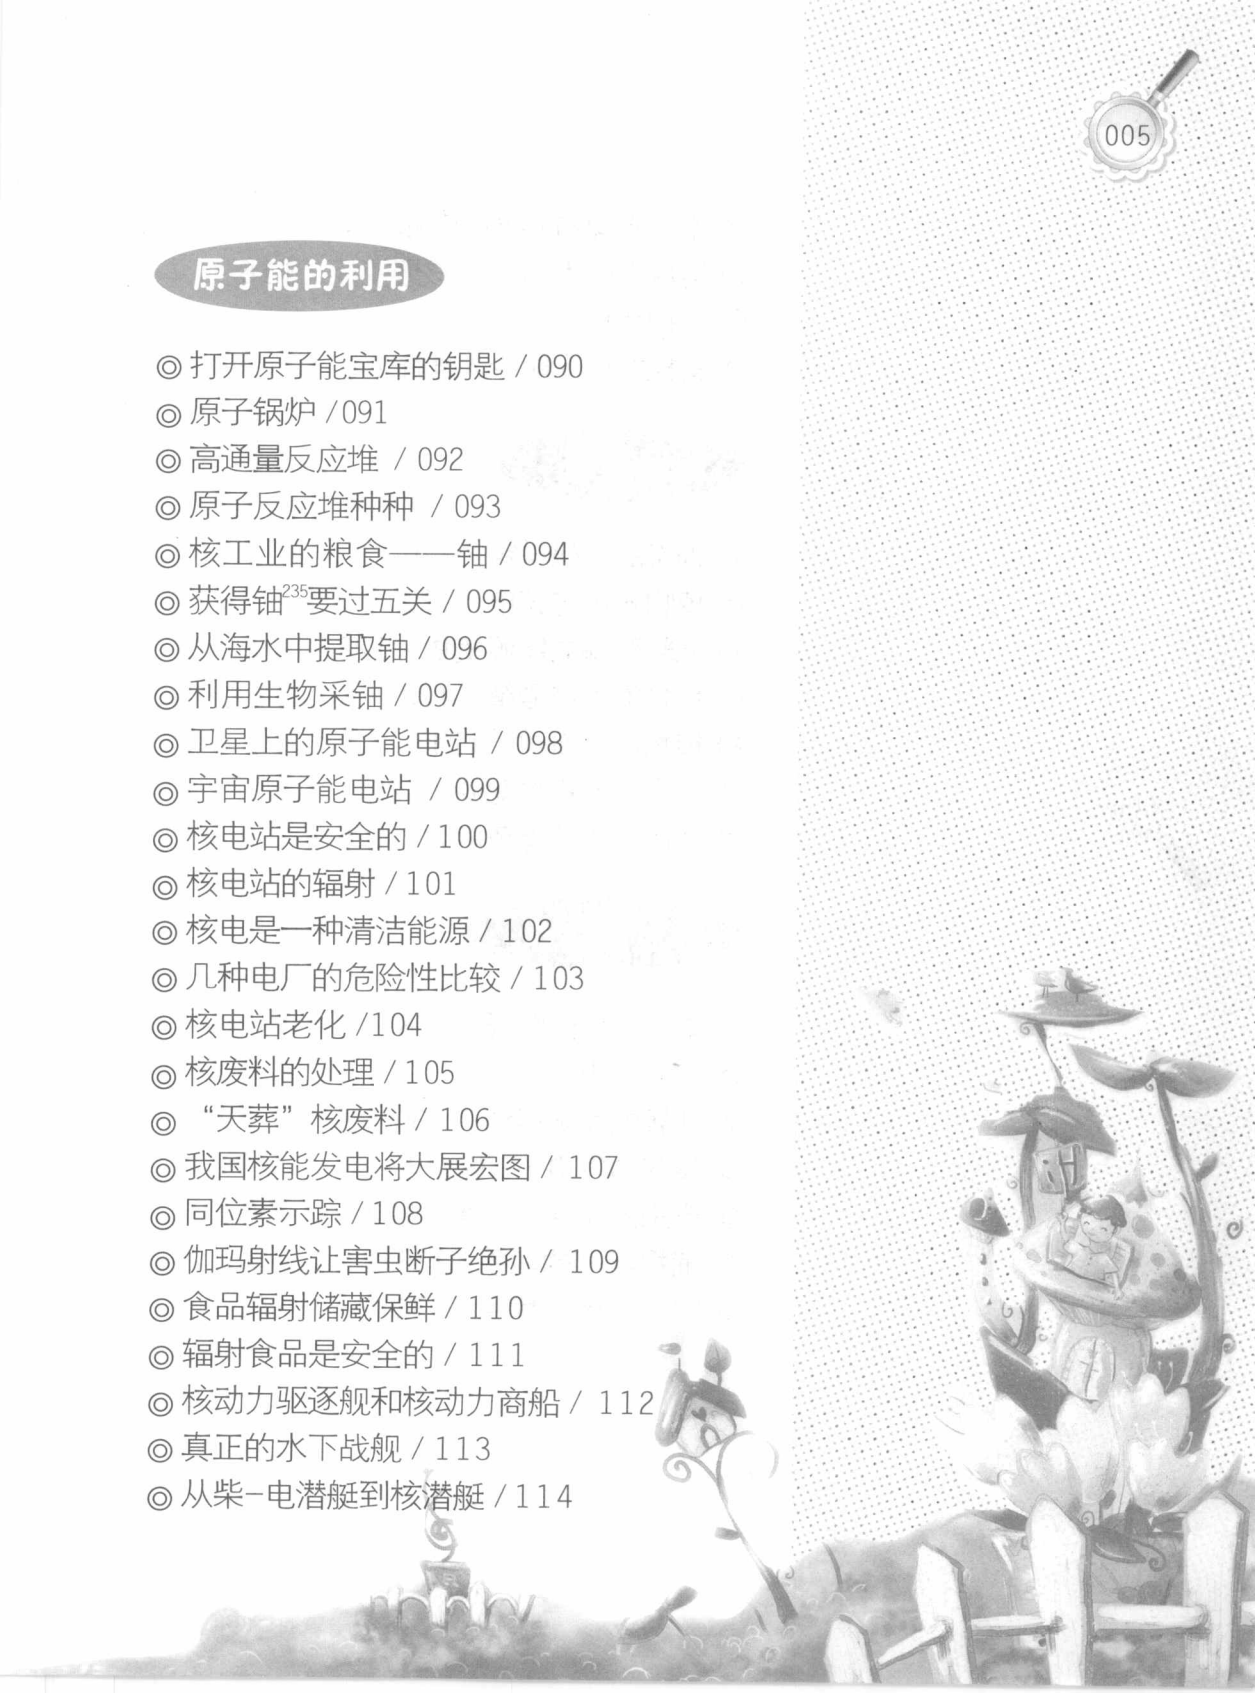 005
原子能的利用
◎ 打开原子能宝库的钥匙 / 090
◎ 原子锅炉 /091
◎ 高通量反应堆 / 092
◎ 原子反应堆种种 / 093
◎ 核工业的粮食——铀 / 094
◎ 获得铀²³⁵要过五关 / 095
◎ 从海水中提取铀 / 096
◎ 利用生物采铀 / 097
◎ 卫星上的原子能电站 / 098
◎ 宇宙原子能电站 / 099
◎ 核电站是安全的 / 100
◎ 核电站的辐射 / 101
◎ 核电是一种清洁能源 / 102
◎ 几种电厂的危险性比较 / 103
◎ 核电站老化 /104
◎ 核废料的处理 / 105
◎ “天葬”核废料 / 106
◎ 我国核能发电将大展宏图 / 107
◎ 同位素示踪 / 108
◎ 伽玛射线让害虫断子绝孙 / 109
◎ 食品辐射储藏保鲜 / 110
◎ 辐射食品是安全的 / 111
◎ 核动力驱逐舰和核动力商船 / 112
◎ 真正的水下战舰 / 113
◎ 从柴-电潜艇到核潜艇 / 114